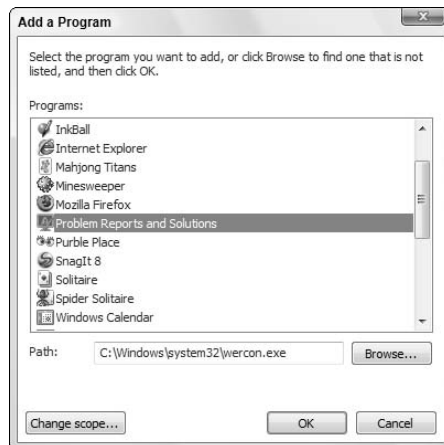 Add a Program
Select the program you want to add, or click Browse to find one that is not
listed, and then click OK.
Programs:
InkBall
Internet Explorer
Mahjong Titans
Minesweeper
Mozilla Firefox
Problem Reports and Solutions
Purble Place
SnagIt 8
Solitaire
Spider Solitaire
Windows Calendar
Path: C:\Windows\system32\wercon.exe Browse...
Change scope... OK Cancel